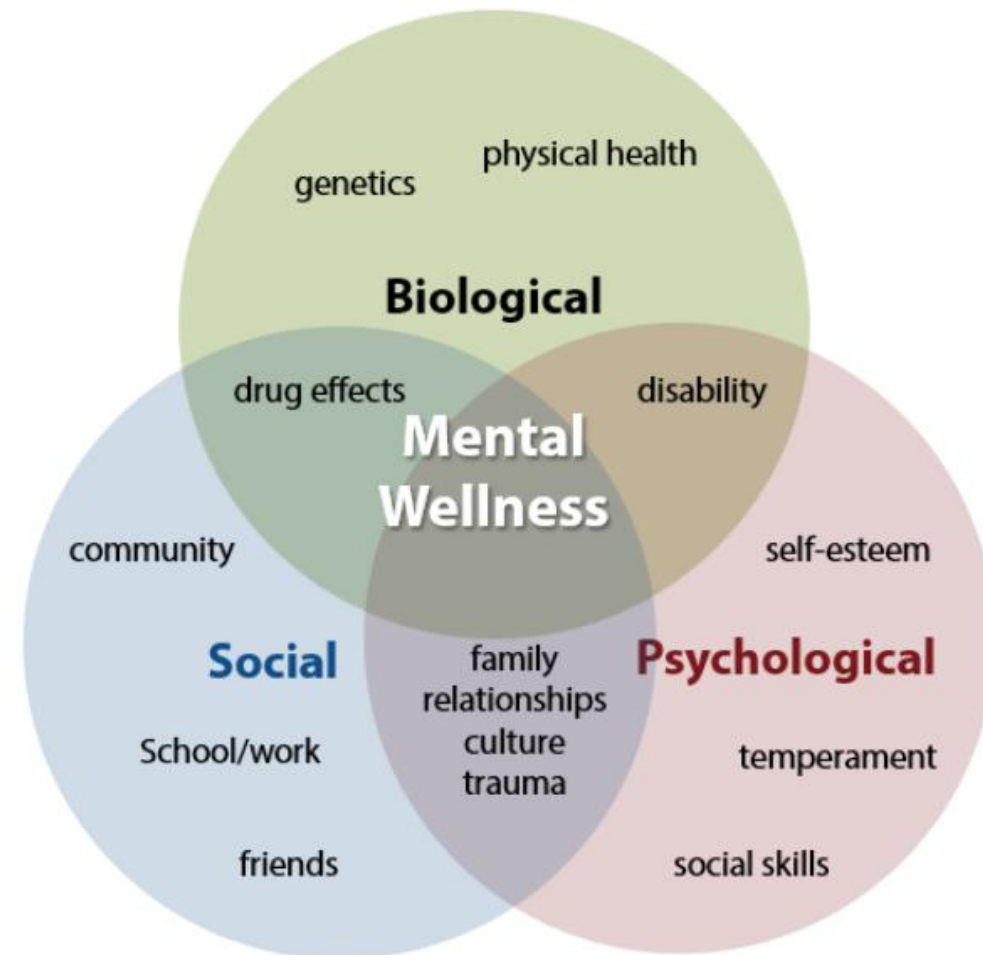 physical health
genetics
Biological
drug effects
disability
Mental
Wellness
community
self-esteem
Social
family
relationships
culture
trauma
Psychological
School/work
temperament
friends
social skills